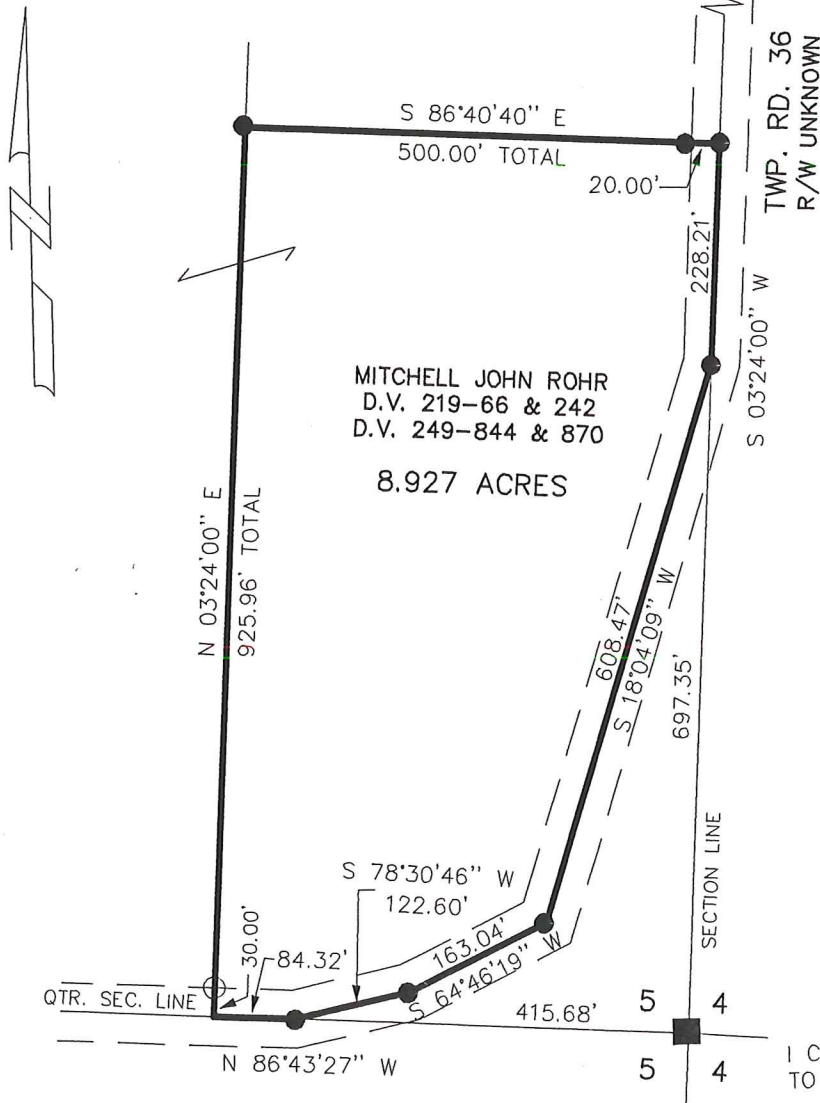 TWP. RD. 36
R/W UNKNOWN
S 86°40'40" E
500.00' TOTAL
20.00'
228.21'
S 03°24'00" W
MITCHELL JOHN ROHR
D.V. 219-66 & 242
D.V. 249-844 & 870
8.927 ACRES
N 03°24'00" E
925.96' TOTAL
608.47'
S 18°04'09" W
697.35'
SECTION LINE
S 78°30'46" W
122.60'
30.00'
84.32'
163.04'
S 64°46'19" W
QTR. SEC. LINE
415.68'
5 4
N 86°43'27" W
5 4
I C
TO